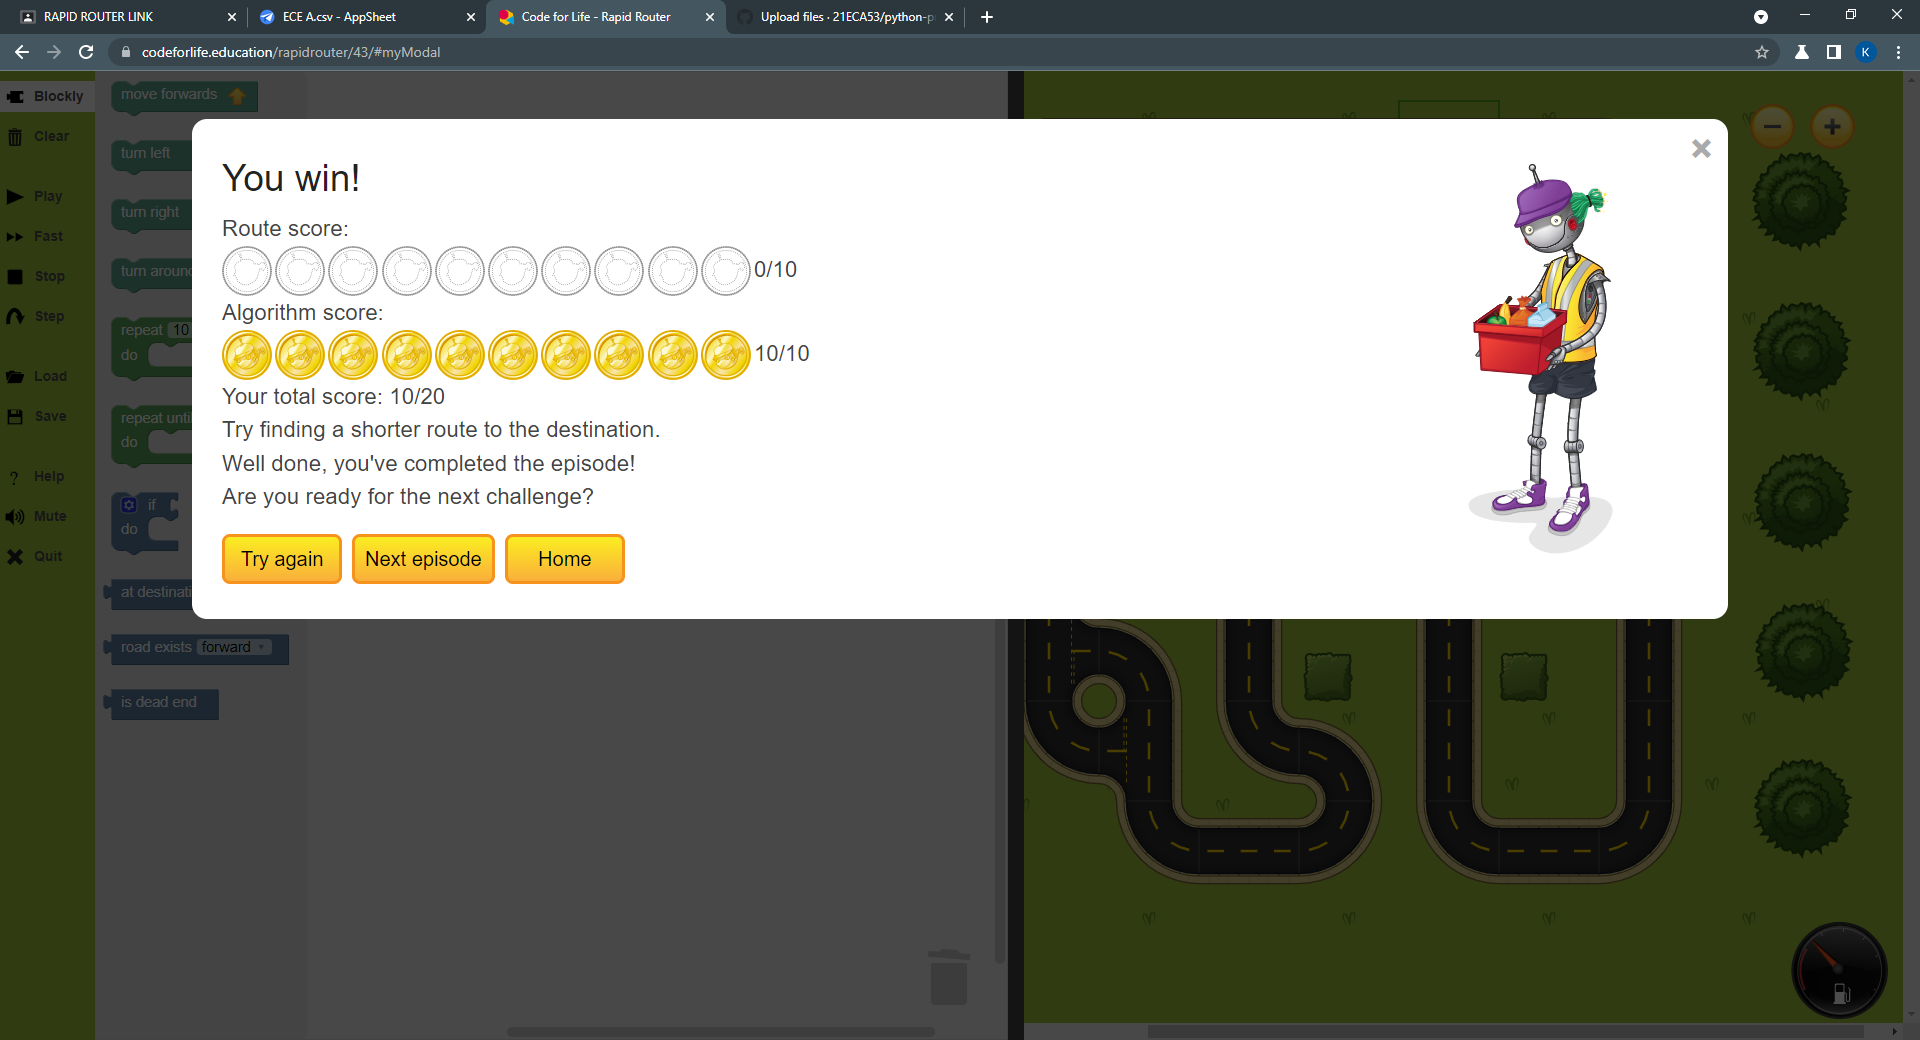 RAPID ROUTER LINK
ECE A.csv - AppSheet
Code for Life - Rapid Router
Upload files · 21ECA53/python-p
codeforlife.education/rapidrouter/43/#myModal
K
Blockly
Clear
Play
Fast
Stop
Step
Load
Save
? Help
Mute
Quit
move forwards
turn left
turn right
turn around
repeat 10
do
repeat until
do
if
do
at destinati
road exists forward
is dead end
You win!
Route score:
0/10
Algorithm score:
10/10
Your total score: 10/20
Try finding a shorter route to the destination.
Well done, you've completed the episode!
Are you ready for the next challenge?
Try again
Next episode
Home